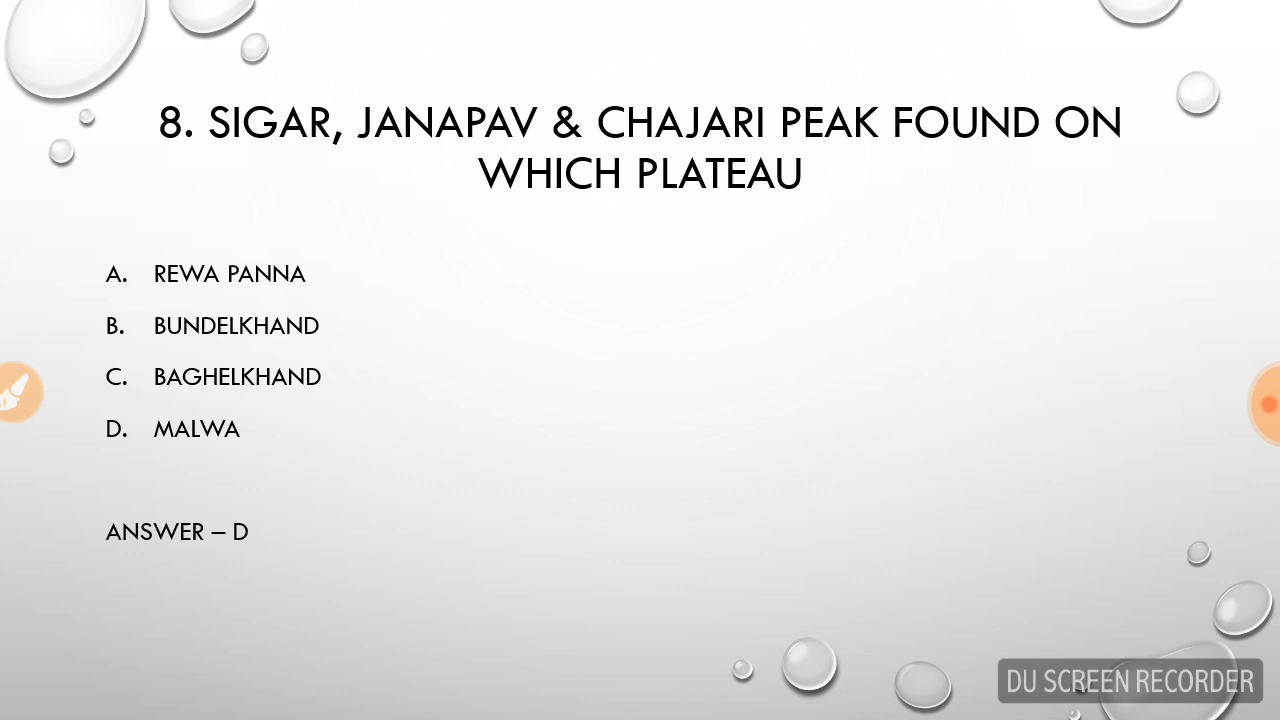 8. SIGAR, JANAPAV & CHAJARI PEAK FOUND ON
WHICH PLATEAU
A. REWA PANNA
B. BUNDELKHAND
C. BAGHELKHAND
D. MALWA
ANSWER – D
DU SCREEN RECORDER